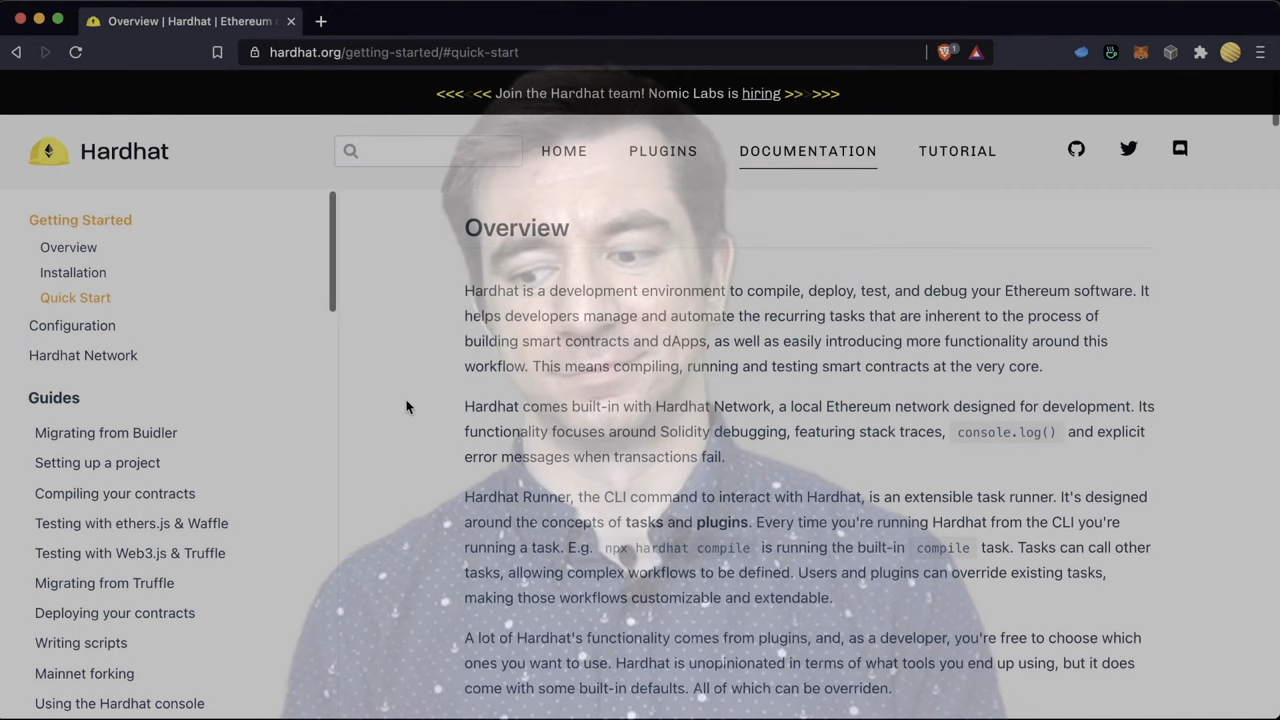 Overview | Hardhat | Ethereum
hardhat.org/getting-started/#quick-start
1
<<< << Join the Hardhat team! Nomic Labs is hiring >> >>>
Hardhat
HOME
PLUGINS
DOCUMENTATION
TUTORIAL
Getting Started
Overview
Installation
Quick Start
Configuration
Hardhat Network
Guides
Migrating from Buidler
Setting up a project
Compiling your contracts
Testing with ethers.js & Waffle
Testing with Web3.js & Truffle
Migrating from Truffle
Deploying your contracts
Writing scripts
Mainnet forking
Using the Hardhat console
Overview
Hardhat is a development environment to compile, deploy, test, and debug your Ethereum software. It
helps developers manage and automate the recurring tasks that are inherent to the process of
building smart contracts and dApps, as well as easily introducing more functionality around this
workflow. This means compiling, running and testing smart contracts at the very core.
Hardhat comes built-in with Hardhat Network, a local Ethereum network designed for development. Its
functionality focuses around Solidity debugging, featuring stack traces, console.log() and explicit
error messages when transactions fail.
Hardhat Runner, the CLI command to interact with Hardhat, is an extensible task runner. It's designed
around the concepts of tasks and plugins. Every time you're running Hardhat from the CLI you're
running a task. E.g. npx hardhat compile is running the built-in compile task. Tasks can call other
tasks, allowing complex workflows to be defined. Users and plugins can override existing tasks,
making those workflows customizable and extendable.
A lot of Hardhat's functionality comes from plugins, and, as a developer, you're free to choose which
ones you want to use. Hardhat is unopinionated in terms of what tools you end up using, but it does
come with some built-in defaults. All of which can be overriden.